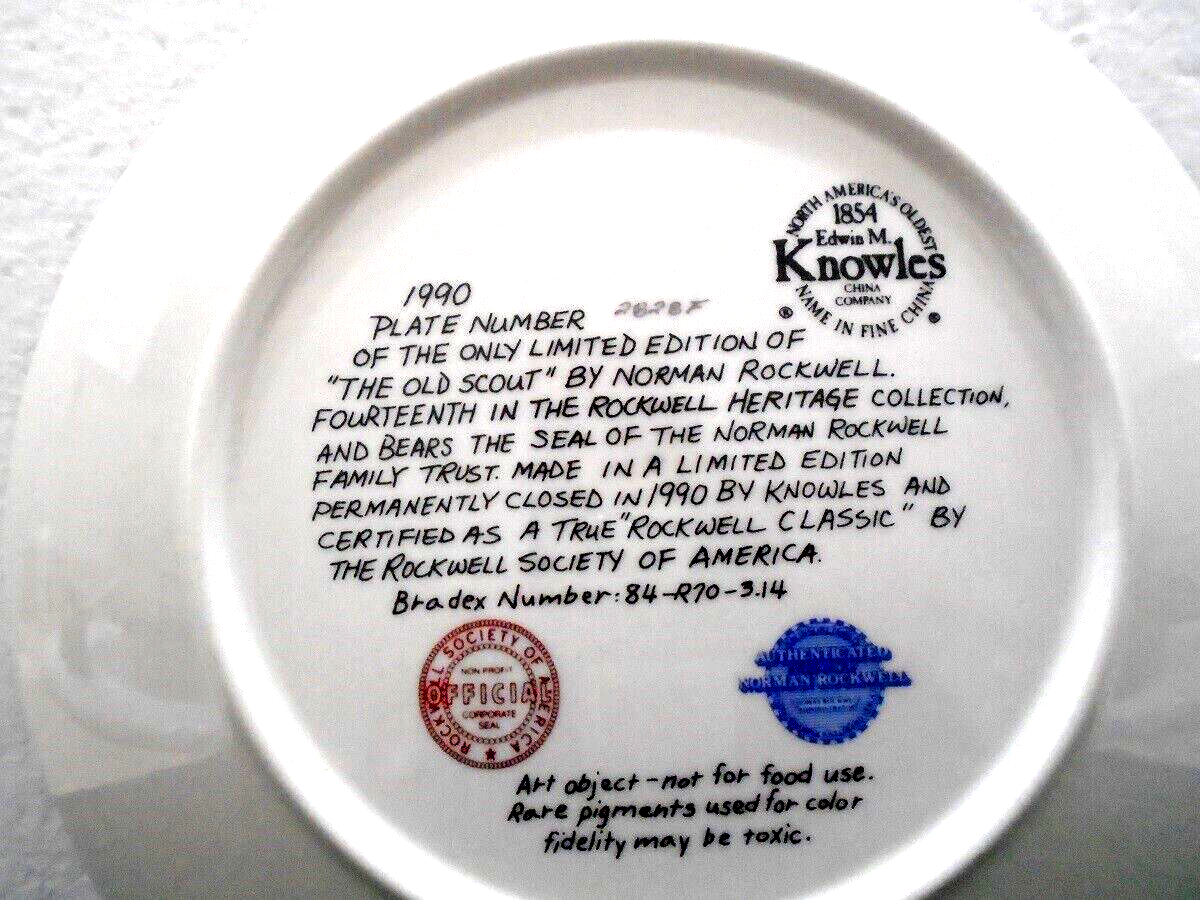 NORTH AMERICA'S OLDEST
1854
Edwin M.
Knowles
CHINA
COMPANY
® NAME IN FINE CHINA ®
1990
PLATE NUMBER
OF THE ONLY LIMITED EDITION OF
"THE OLD SCOUT" BY NORMAN ROCKWELL.
FOURTEENTH IN THE ROCKWELL HERITAGE COLLECTION,
AND BEARS THE SEAL OF THE NORMAN ROCKWELL
FAMILY TRUST. MADE IN A LIMITED EDITION
PERMANENTLY CLOSED IN 1990 BY KNOWLES AND
CERTIFIED AS A TRUE "ROCKWELL CLASSIC" BY
THE ROCKWELL SOCIETY OF AMERICA.
Bradex Number: 84-R70-3.14
ROCKWELL SOCIETY OF AMERICA
NON PROFIT
OFFICIAL
CORPORATE
SEAL
AUTHENTICATED
NORMAN ROCKWELL
Art object - not for food use.
Rare pigments used for color
fidelity may be toxic.